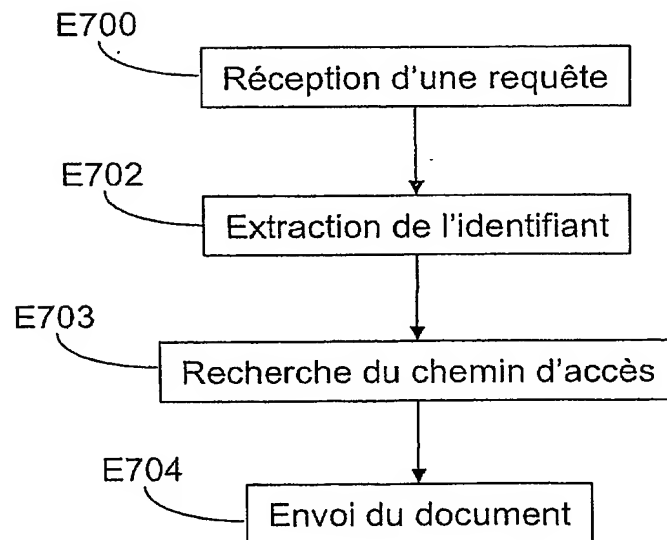 E700
Réception d'une requête
E702
Extraction de l'identifiant
E703
Recherche du chemin d'accès
E704
Envoi du document